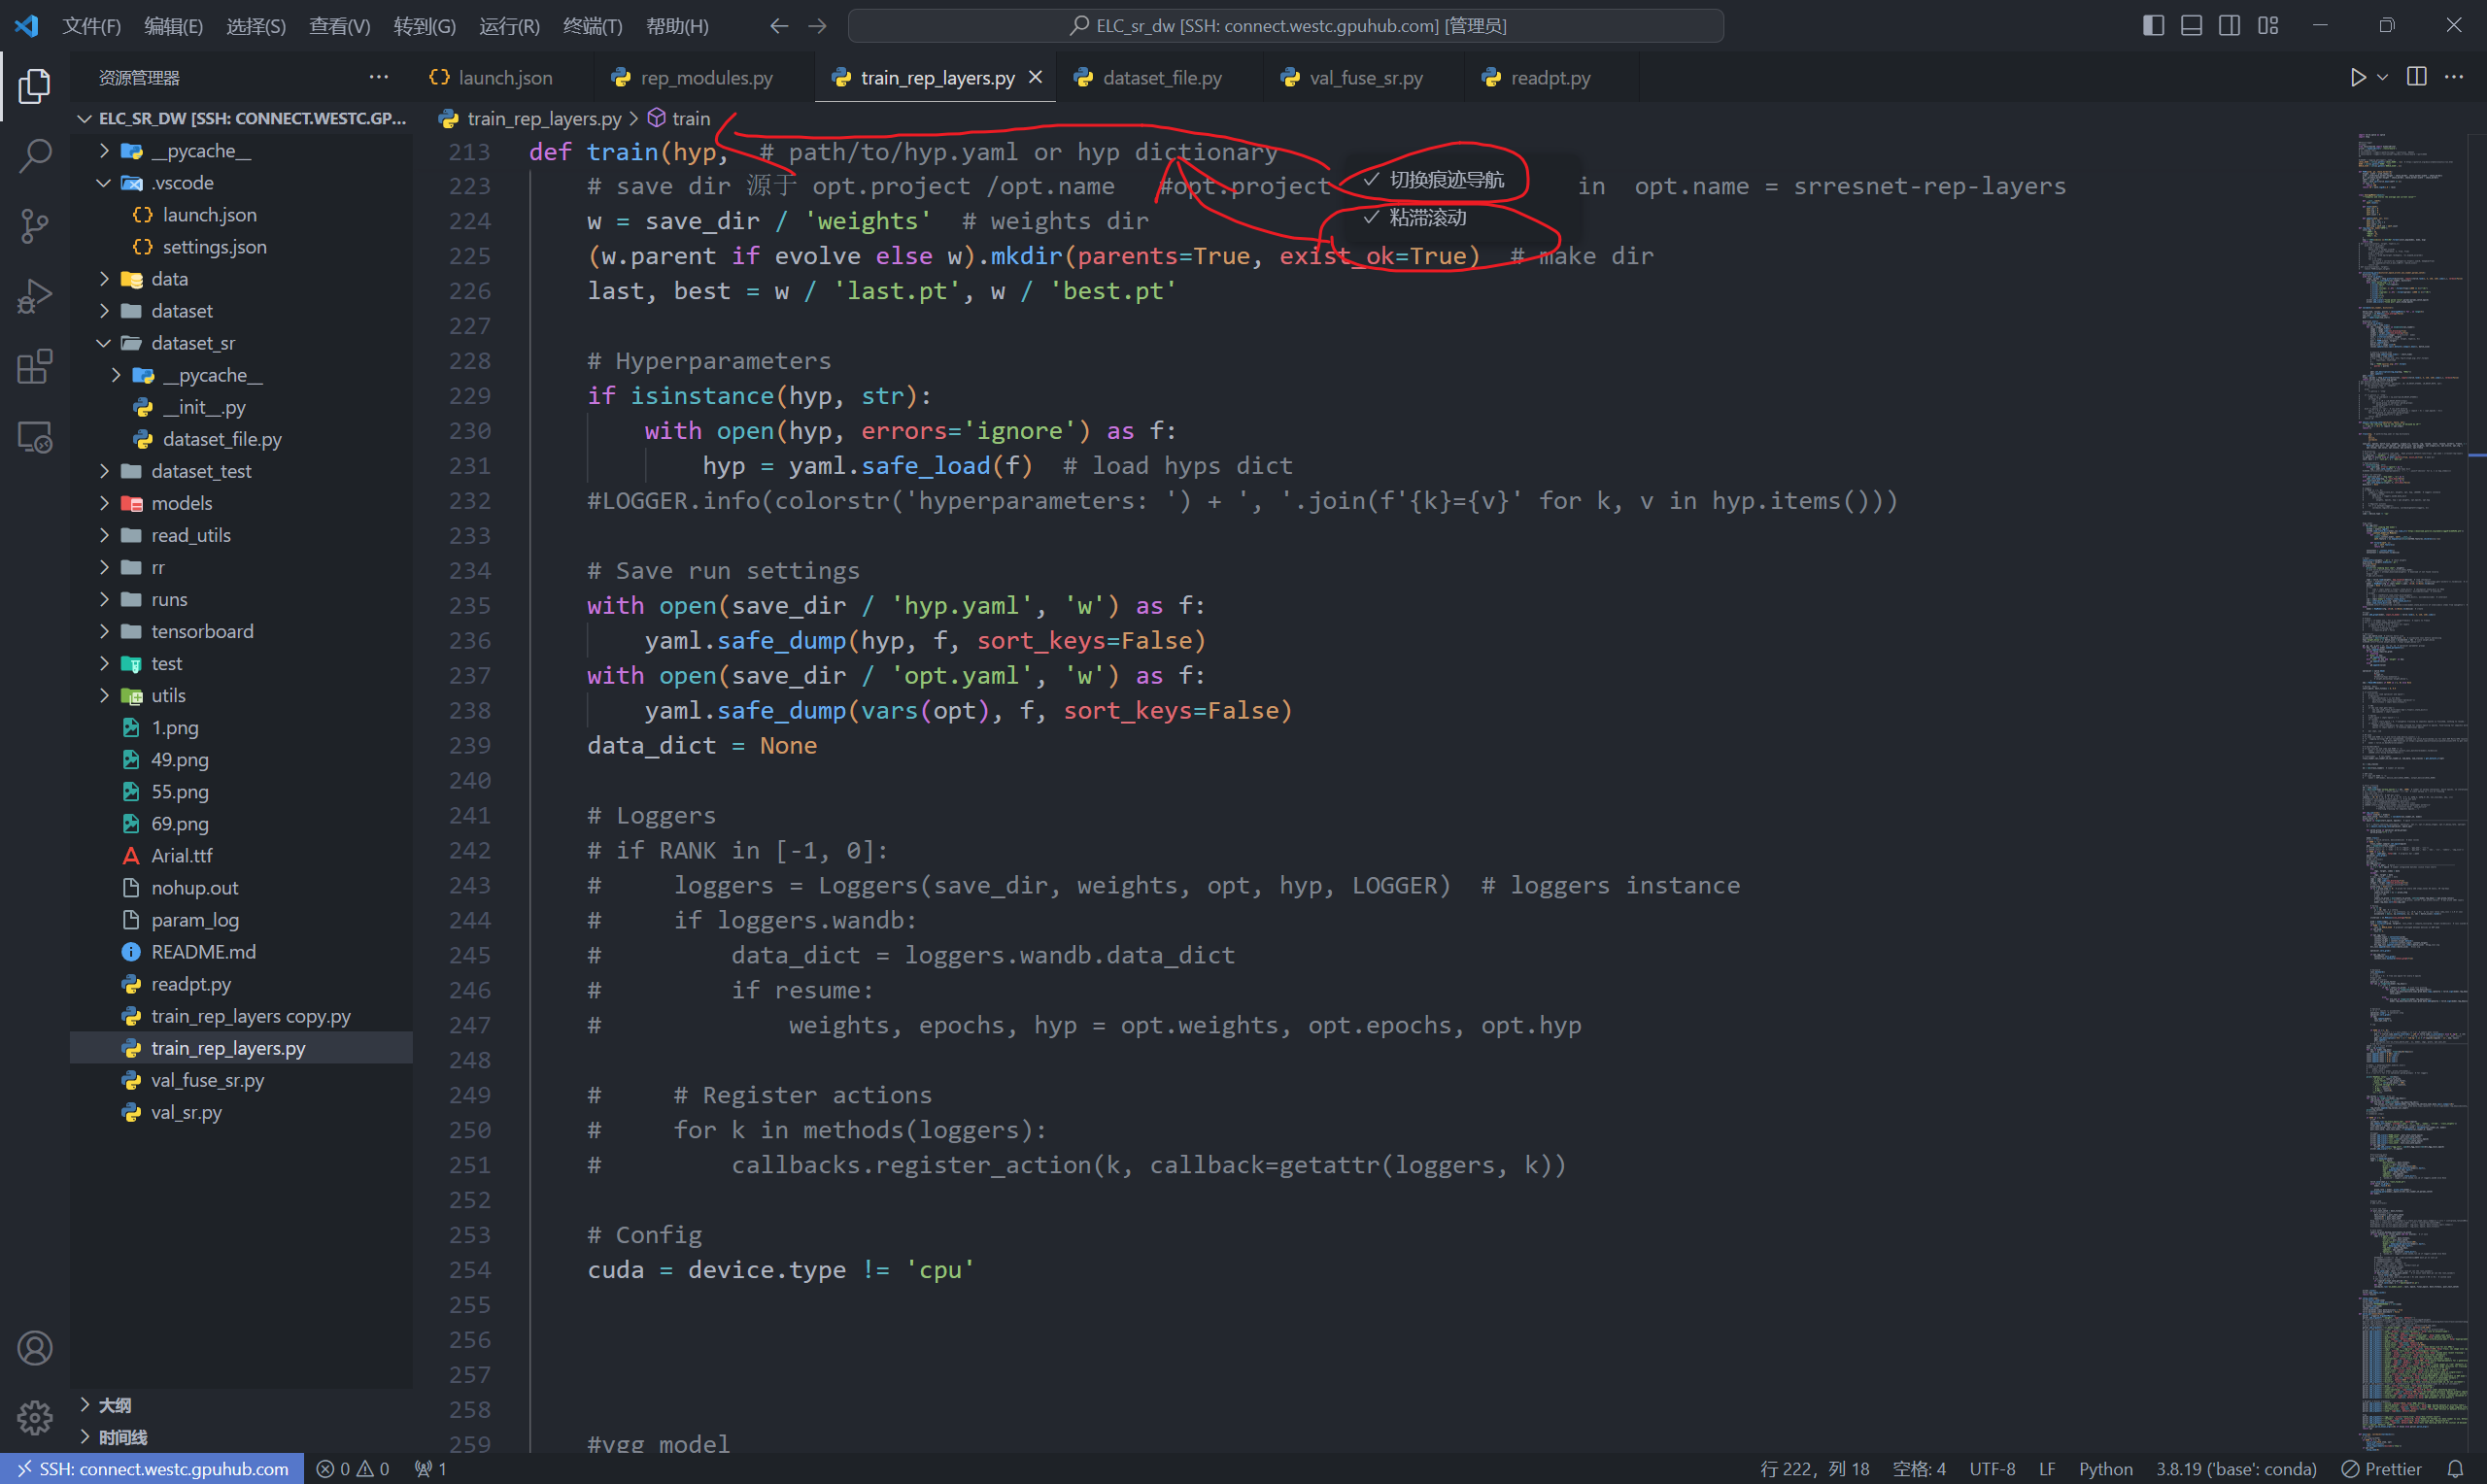 文件(F) 编辑(E) 选择(S) 查看(V) 转到(G) 运行(R) 终端(T) 帮助(H) ELC_sr_dw [SSH: connect.westc.gpuhub.com] [管理员]
资源管理器
launch.json rep_modules.py train_rep_layers.py dataset_file.py val_fuse_sr.py readpt.py
ELC_SR_DW [SSH: CONNECT.WESTC.GP...
train_rep_layers.py > train
__pycache__
.vscode
launch.json
settings.json
data
dataset
dataset_sr
__pycache__
__init__.py
dataset_file.py
dataset_test
models
read_utils
rr
runs
tensorboard
test
utils
1.png
49.png
55.png
69.png
Arial.ttf
nohup.out
param_log
README.md
readpt.py
train_rep_layers copy.py
train_rep_layers.py
val_fuse_sr.py
val_sr.py
大纲
时间线
213 def train(hyp,  # path/to/hyp.yaml or hyp dictionary
223 # save dir 源于 opt.project /opt.name   #opt.project in  opt.name = srresnet-rep-layers
切换痕迹导航
粘滞滚动
224 w = save_dir / 'weights'  # weights dir
225 (w.parent if evolve else w).mkdir(parents=True, exist_ok=True)  # make dir
226 last, best = w / 'last.pt', w / 'best.pt'
227
228 # Hyperparameters
229 if isinstance(hyp, str):
230 with open(hyp, errors='ignore') as f:
231 hyp = yaml.safe_load(f)  # load hyps dict
232 #LOGGER.info(colorstr('hyperparameters: ') + ', '.join(f'{k}={v}' for k, v in hyp.items()))
233
234 # Save run settings
235 with open(save_dir / 'hyp.yaml', 'w') as f:
236 yaml.safe_dump(hyp, f, sort_keys=False)
237 with open(save_dir / 'opt.yaml', 'w') as f:
238 yaml.safe_dump(vars(opt), f, sort_keys=False)
239 data_dict = None
240
241 # Loggers
242 # if RANK in [-1, 0]:
243 #     loggers = Loggers(save_dir, weights, opt, hyp, LOGGER)  # loggers instance
244 #     if loggers.wandb:
245 #         data_dict = loggers.wandb.data_dict
246 #         if resume:
247 #             weights, epochs, hyp = opt.weights, opt.epochs, opt.hyp
248
249 #     # Register actions
250 #     for k in methods(loggers):
251 #         callbacks.register_action(k, callback=getattr(loggers, k))
252
253 # Config
254 cuda = device.type != 'cpu'
255
256
257
258
259 #vgg model
SSH: connect.westc.gpuhub.com 0 0 1 行 222, 列 18 空格: 4 UTF-8 LF Python 3.8.19 ('base': conda) Prettier